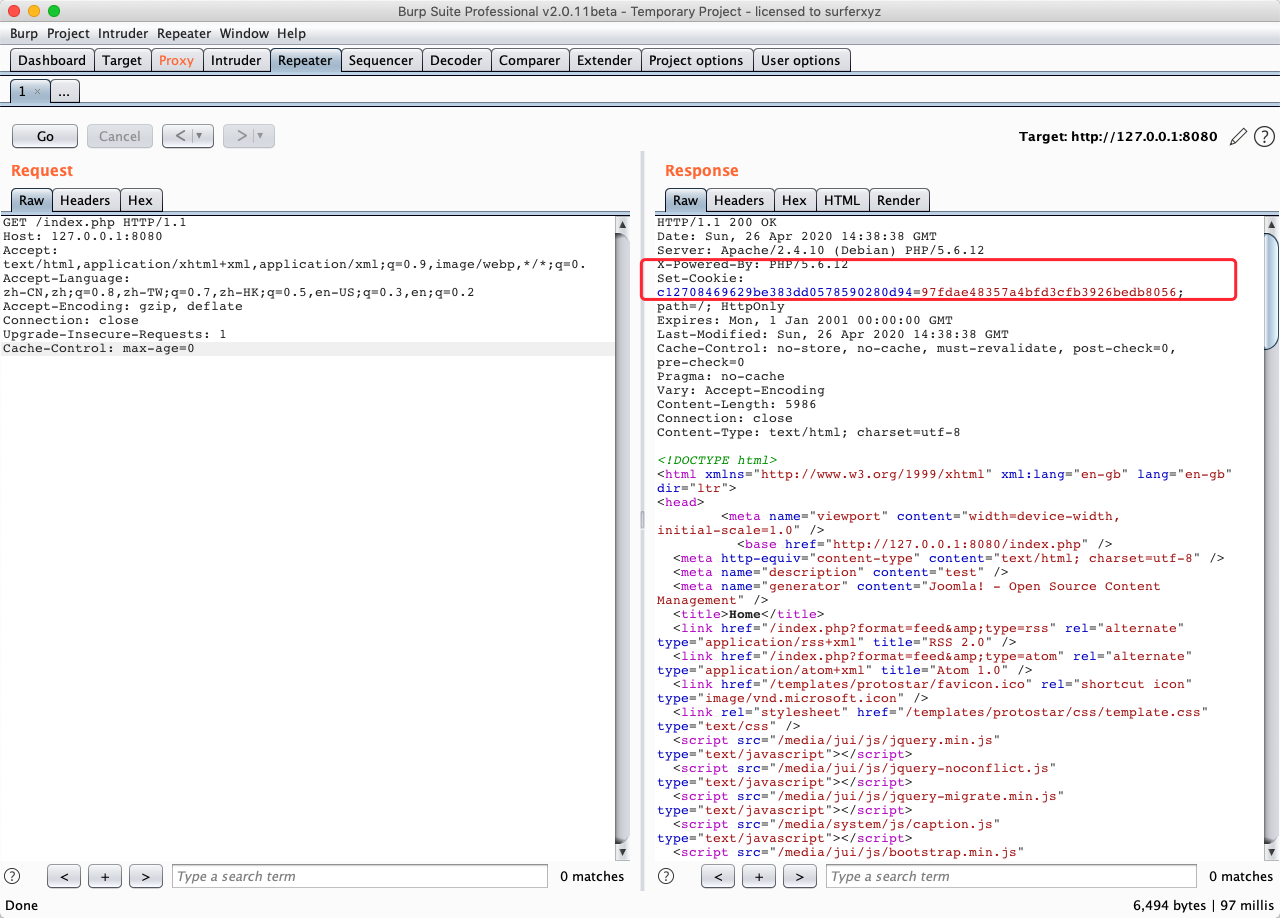 Burp Suite Professional v2.0.11beta - Temporary Project - licensed to surferxyz
Burp Project Intruder Repeater Window Help
Dashboard Target Proxy Intruder Repeater Sequencer Decoder Comparer Extender Project options User options
1 × ...
Go Cancel < | ▼ > | ▼ Target: http://127.0.0.1:8080 ?
Request
Raw Headers Hex
GET /index.php HTTP/1.1
Host: 127.0.0.1:8080
Accept:
text/html,application/xhtml+xml,application/xml;q=0.9,image/webp,*/*;q=0.
Accept-Language:
zh-CN,zh;q=0.8,zh-TW;q=0.7,zh-HK;q=0.5,en-US;q=0.3,en;q=0.2
Accept-Encoding: gzip, deflate
Connection: close
Upgrade-Insecure-Requests: 1
Cache-Control: max-age=0
? < + > Type a search term 0 matches
Response
Raw Headers Hex HTML Render
HTTP/1.1 200 OK
Date: Sun, 26 Apr 2020 14:38:38 GMT
Server: Apache/2.4.10 (Debian) PHP/5.6.12
X-Powered-By: PHP/5.6.12
Set-Cookie:
c12708469629be383dd0578590280d94=97fdae48357a4bfd3cfb3926bedb8056;
path=/; HttpOnly
Expires: Mon, 1 Jan 2001 00:00:00 GMT
Last-Modified: Sun, 26 Apr 2020 14:38:38 GMT
Cache-Control: no-store, no-cache, must-revalidate, post-check=0,
pre-check=0
Pragma: no-cache
Vary: Accept-Encoding
Content-Length: 5986
Connection: close
Content-Type: text/html; charset=utf-8
<!DOCTYPE html>
<html xmlns="http://www.w3.org/1999/xhtml" xml:lang="en-gb" lang="en-gb"
dir="ltr">
<head>
<meta name="viewport" content="width=device-width,
initial-scale=1.0" />
<base href="http://127.0.0.1:8080/index.php" />
<meta http-equiv="content-type" content="text/html; charset=utf-8" />
<meta name="description" content="test" />
<meta name="generator" content="Joomla! - Open Source Content
Management" />
<title>Home</title>
<link href="/index.php?format=feed&amp;type=rss" rel="alternate"
type="application/rss+xml" title="RSS 2.0" />
<link href="/index.php?format=feed&amp;type=atom" rel="alternate"
type="application/atom+xml" title="Atom 1.0" />
<link href="/templates/protostar/favicon.ico" rel="shortcut icon"
type="image/vnd.microsoft.icon" />
<link rel="stylesheet" href="/templates/protostar/css/template.css"
type="text/css" />
<script src="/media/jui/js/jquery.min.js"
type="text/javascript"></script>
<script src="/media/jui/js/jquery-noconflict.js"
type="text/javascript"></script>
<script src="/media/jui/js/jquery-migrate.min.js"
type="text/javascript"></script>
<script src="/media/system/js/caption.js"
type="text/javascript"></script>
<script src="/media/jui/js/bootstrap.min.js"
? < + > Type a search term 0 matches
Done 6,494 bytes | 97 millis